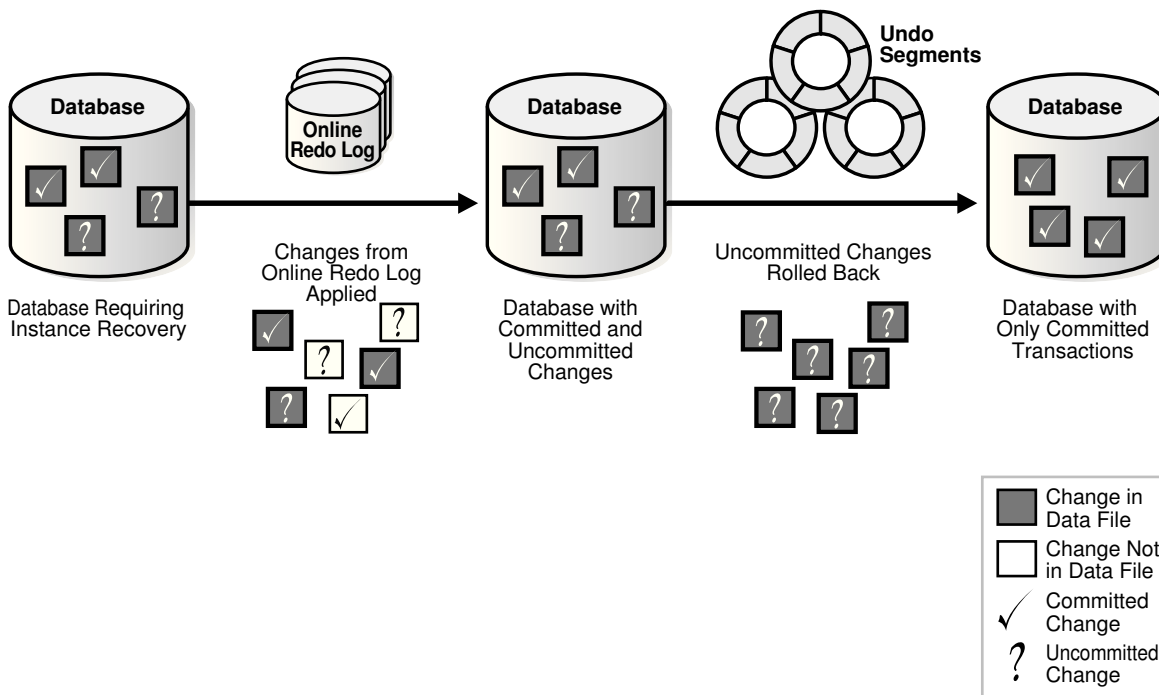 Undo
Segments
Database
Online
Redo Log
Database
Database
Changes from
Online Redo Log
Applied
Uncommitted Changes
Rolled Back
Database Requiring
Instance Recovery
Database with
Committed and
Uncommitted
Changes
Database with
Only Committed
Transactions
Change in
Data File
Change Not
in Data File
Committed
Change
Uncommitted
Change